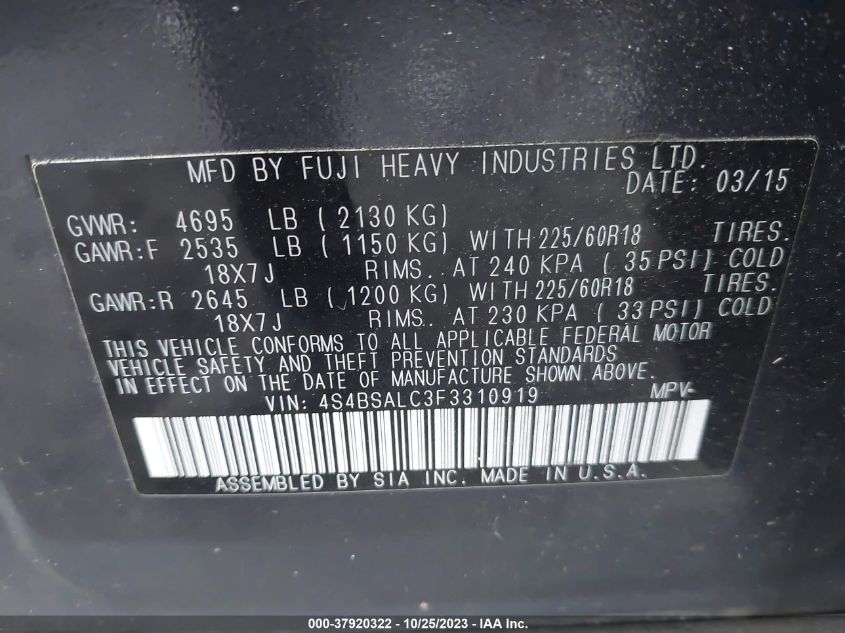 MFD BY FUJI HEAVY INDUSTRIES LTD.
DATE: 03/15
GVWR: 4695 LB ( 2130 KG)
GAWR:F 2535 LB ( 1150 KG) WITH 225/60R18 TIRES.
18X7J RIMS. AT 240 KPA ( 35 PSI) COLD
GAWR:R 2645 LB ( 1200 KG) WITH 225/60R18 TIRES.
18X7J RIMS. AT 230 KPA ( 33 PSI) COLD
THIS VEHICLE CONFORMS TO ALL APPLICABLE FEDERAL MOTOR
VEHICLE SAFETY AND THEFT PREVENTION STANDARDS
IN EFFECT ON THE DATE OF MANUFACTURE SHOWN ABOVE.
VIN: 4S4BSALC3F3310919 MPV-
ASSEMBLED BY SIA INC. MADE IN U.S.A.
000-37920322 - 10/25/2023 - IAA Inc.